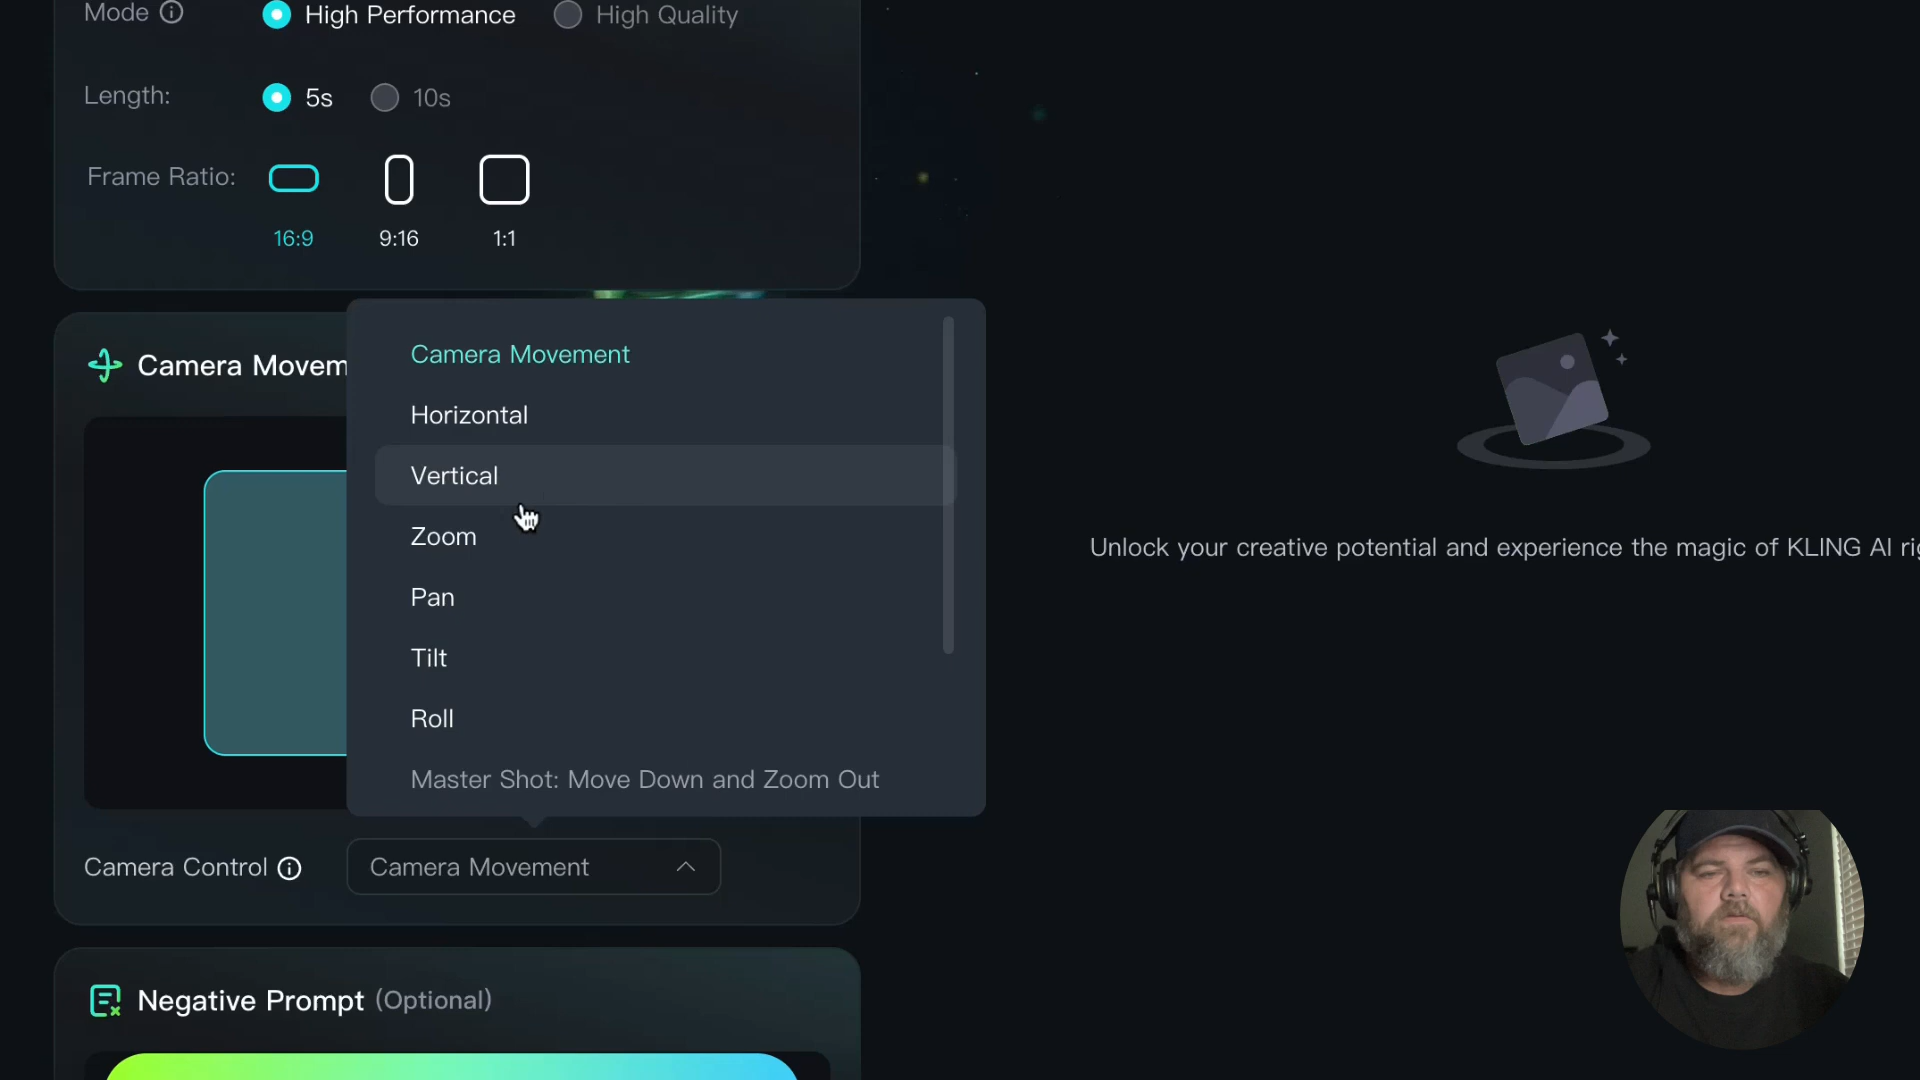 Mode
High Performance
High Quality
Length:
5s
10s
Frame Ratio:
16:9
9:16
1:1
Camera Movem
Camera Movement
Horizontal
Vertical
Zoom
Pan
Tilt
Roll
Master Shot: Move Down and Zoom Out
Camera Control
Camera Movement
Negative Prompt (Optional)
Unlock your creative potential and experience the magic of KLING AI rig